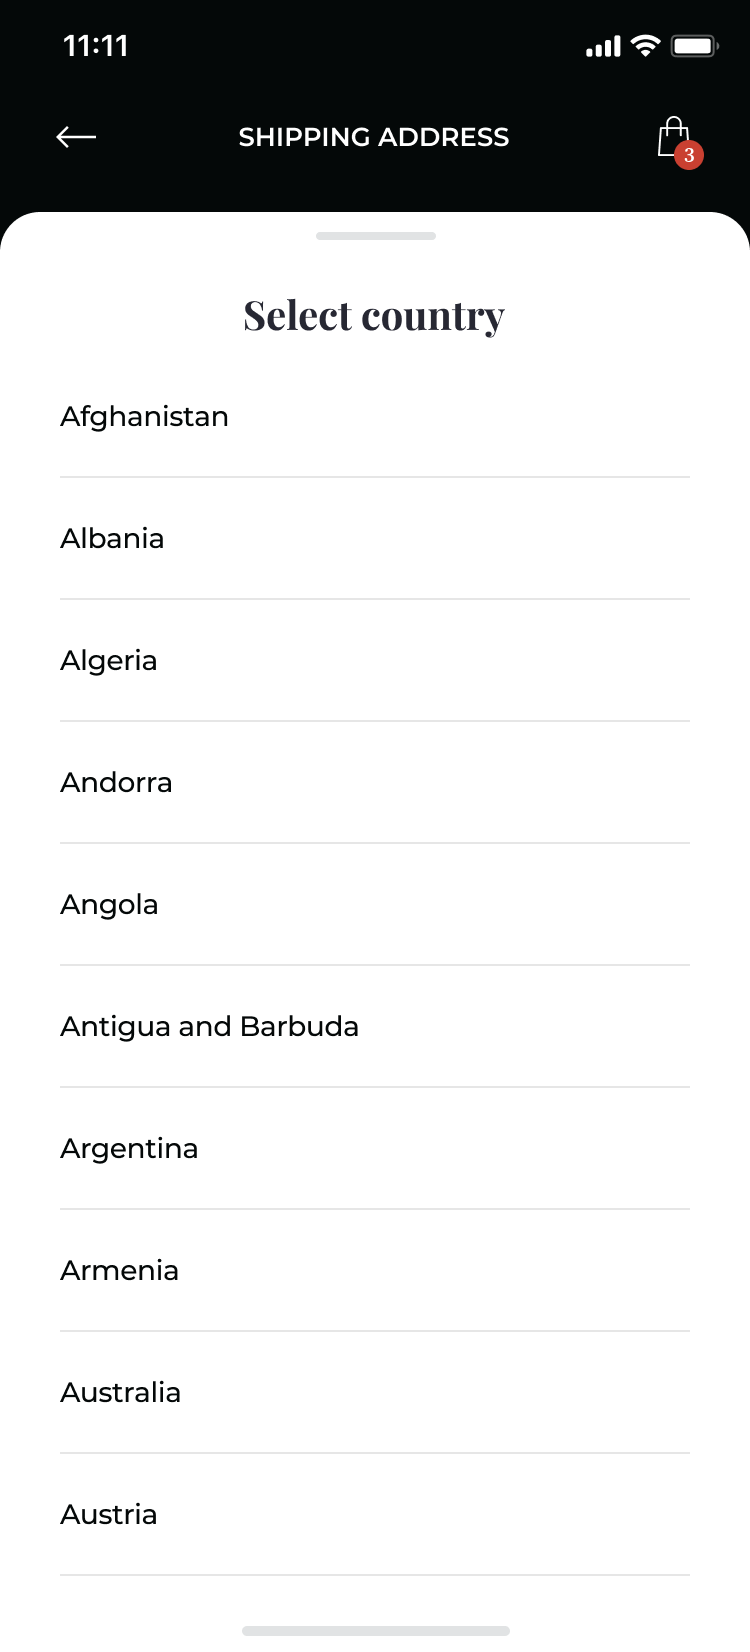 11:11
SHIPPING ADDRESS
3
Select country
Afghanistan
Albania
Algeria
Andorra
Angola
Antigua and Barbuda
Argentina
Armenia
Australia
Austria